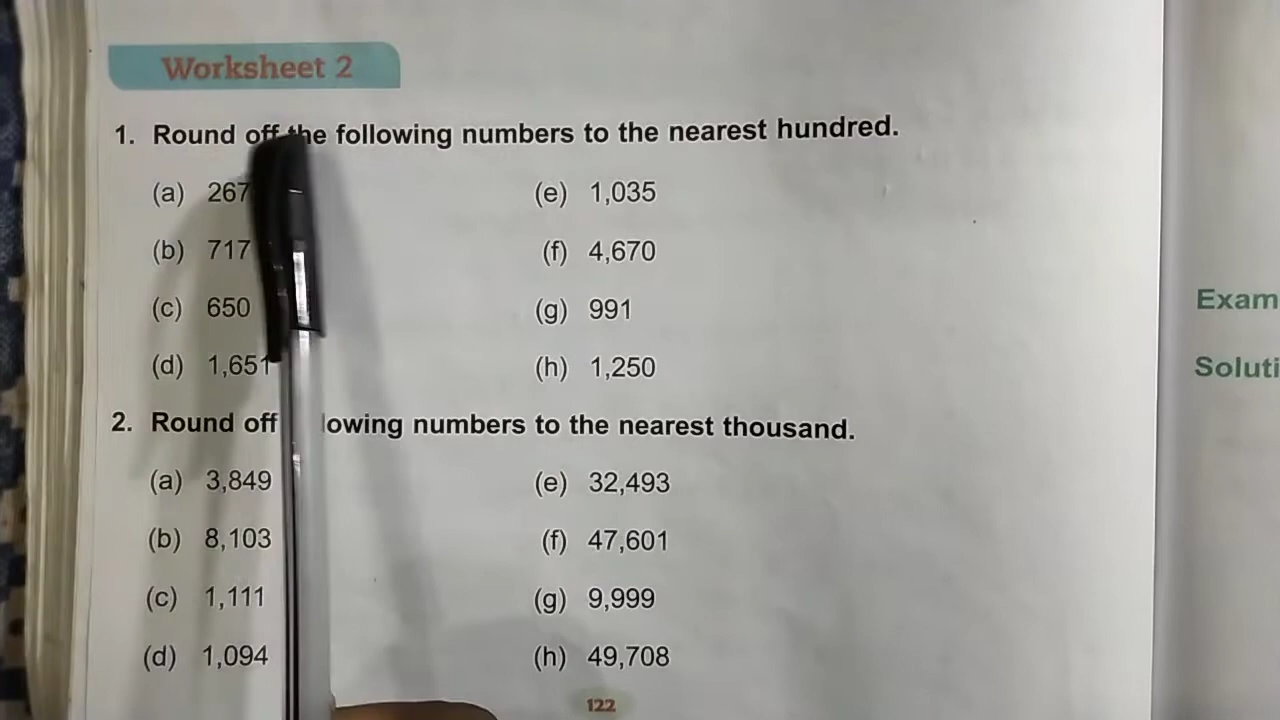 Worksheet 2
1. Round off the following numbers to the nearest hundred.
(a) 267 (e) 1,035
(b) 717 (f) 4,670
(c) 650 (g) 991
(d) 1,651 (h) 1,250
Exam
Soluti
2. Round off lowing numbers to the nearest thousand.
(a) 3,849 (e) 32,493
(b) 8,103 (f) 47,601
(c) 1,111 (g) 9,999
(d) 1,094 (h) 49,708
122